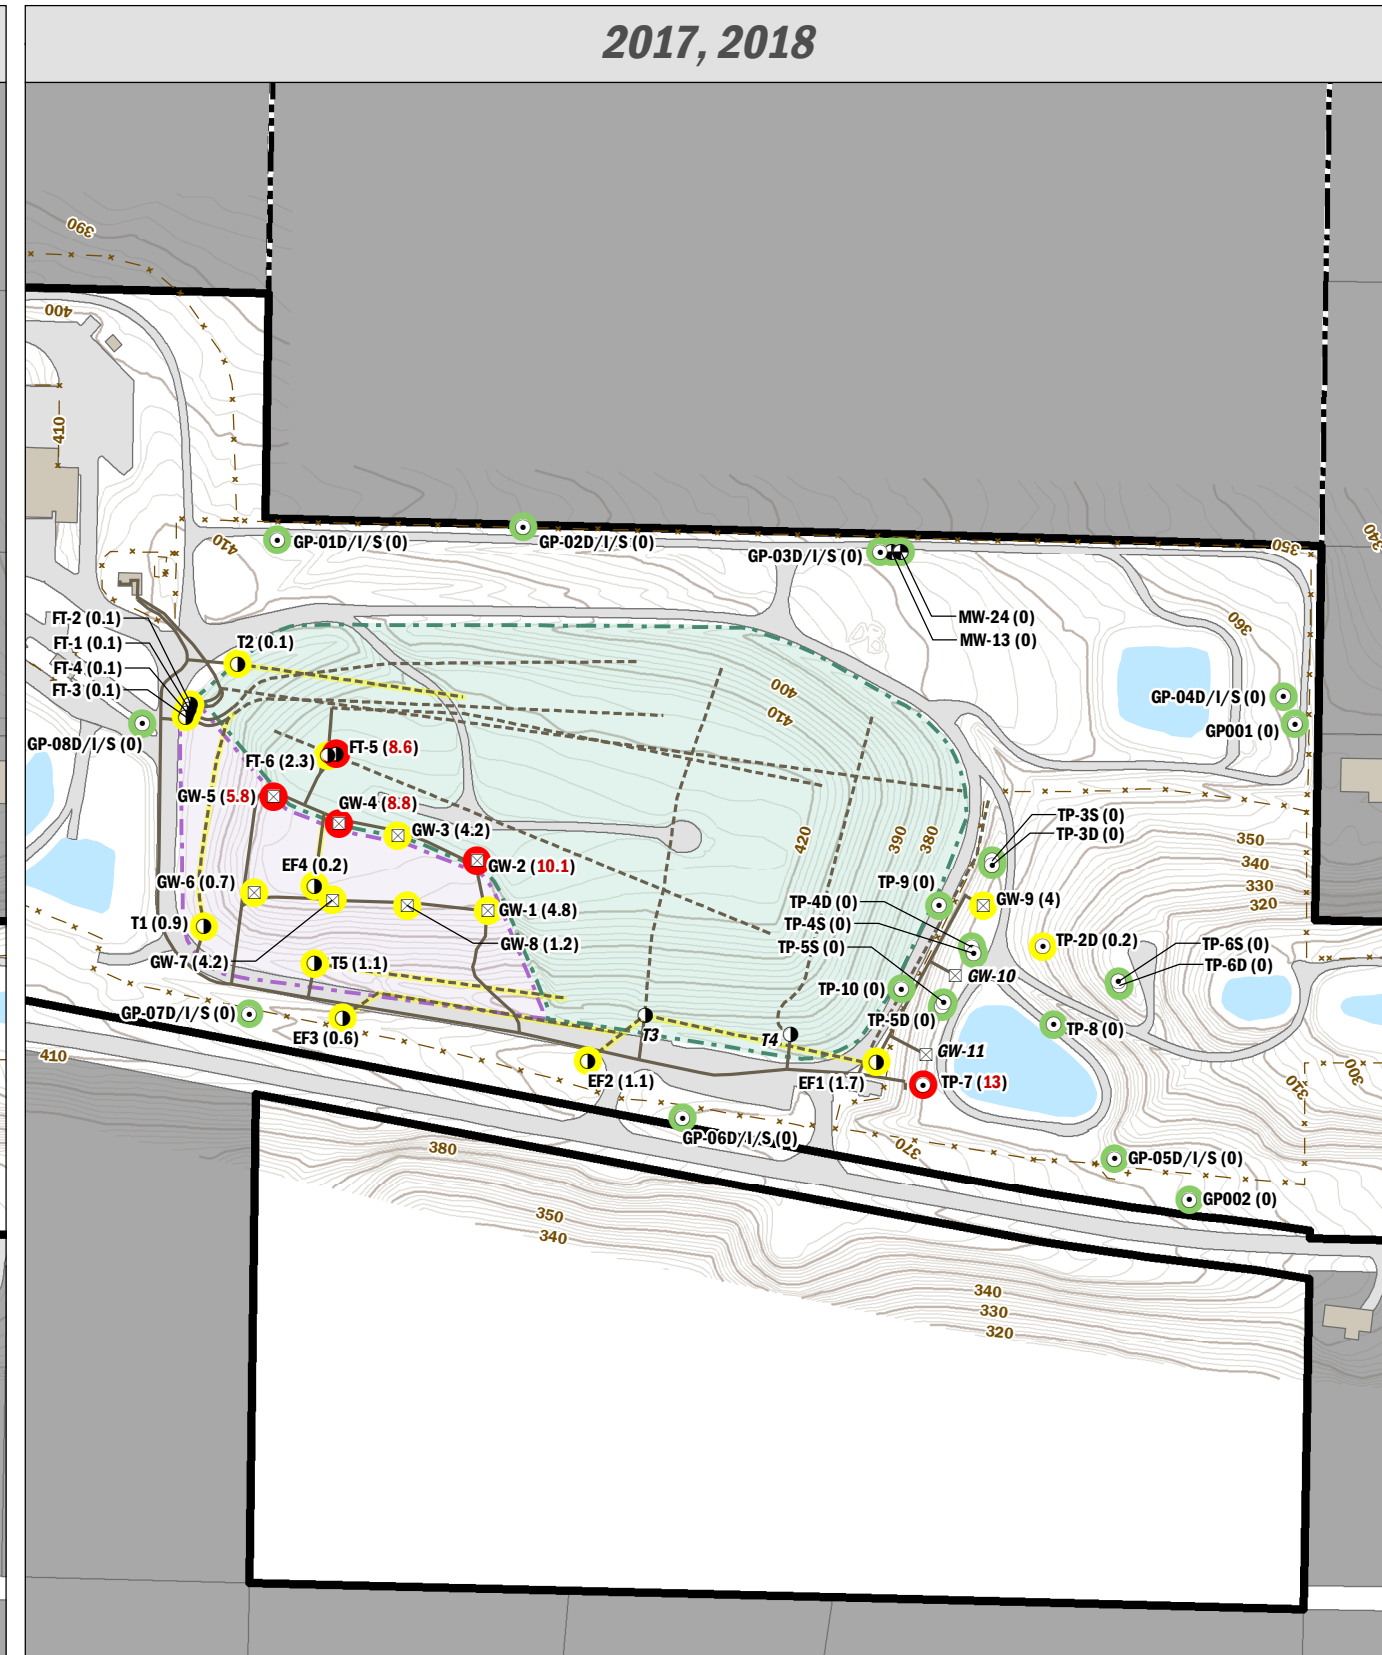 2017, 2018
390
400
410
410
GP-01D/I/S (0)
GP-02D/I/S (0)
GP-03D/I/S (0)
350
340
MW-24 (0)
MW-13 (0)
360
FT-2 (0.1)
FT-1 (0.1)
FT-4 (0.1)
FT-3 (0.1)
T2 (0.1)
GP-08D/I/S (0)
GP-04D/I/S (0)
GP001 (0)
400
410
FT-5 (8.6)
FT-6 (2.3)
GW-5 (5.8)
GW-4 (8.8)
GW-3 (4.2)
GW-2 (10.1)
EF4 (0.2)
GW-6 (0.7)
GW-1 (4.8)
T1 (0.9)
GW-8 (1.2)
GW-7 (4.2)
T5 (1.1)
420
390
380
TP-3S (0)
TP-3D (0)
350
340
330
320
TP-9 (0)
TP-4D (0)
TP-4S (0)
TP-5S (0)
GW-9 (4)
TP-2D (0.2)
TP-6S (0)
TP-6D (0)
GW-10
TP-10 (0)
TP-5D (0)
TP-8 (0)
GP-07D/I/S (0)
EF3 (0.6)
T3
T4
GW-11
410
EF2 (1.1)
EF1 (1.7)
TP-7 (13)
320
300
GP-06D/I/S (0)
380
370
GP-05D/I/S (0)
GP002 (0)
350
340
340
330
320